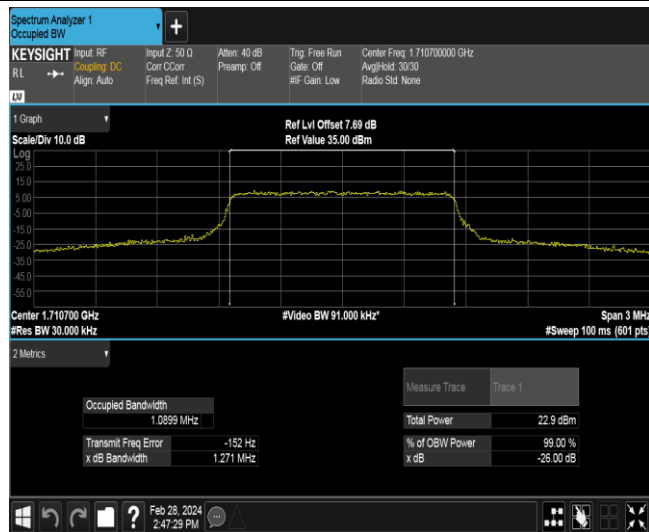 Spectrum Analyzer 1
Occupied BW
+
KEYSIGHT
RL
Input: RF
Coupling: DC
Align: Auto
Input Z: 50 Ω
Corr CCorr
Freq Ref: Int (S)
Atten: 40 dB
Preamp: Off
Trig: Free Run
Gate: Off
#IF Gain: Low
Center Freq: 1.710700000 GHz
Avg|Hold: 30/30
Radio Std: None
LXI
1 Graph
Scale/Div 10.0 dB
Ref Lvl Offset 7.69 dB
Ref Value 35.00 dBm
Log
25.0
15.0
5.00
-5.00
-15.0
-25.0
-35.0
-45.0
-55.0
Center 1.710700 GHz
#Res BW 30.000 kHz
#Video BW 91.000 kHz*
Span 3 MHz
#Sweep 100 ms (601 pts)
2 Metrics
Measure Trace Trace 1
Occupied Bandwidth
1.0899 MHz
Total Power 22.9 dBm
Transmit Freq Error -152 Hz
% of OBW Power 99.00 %
x dB Bandwidth 1.271 MHz
x dB -26.00 dB
?
Feb 28, 2024
2:47:29 PM